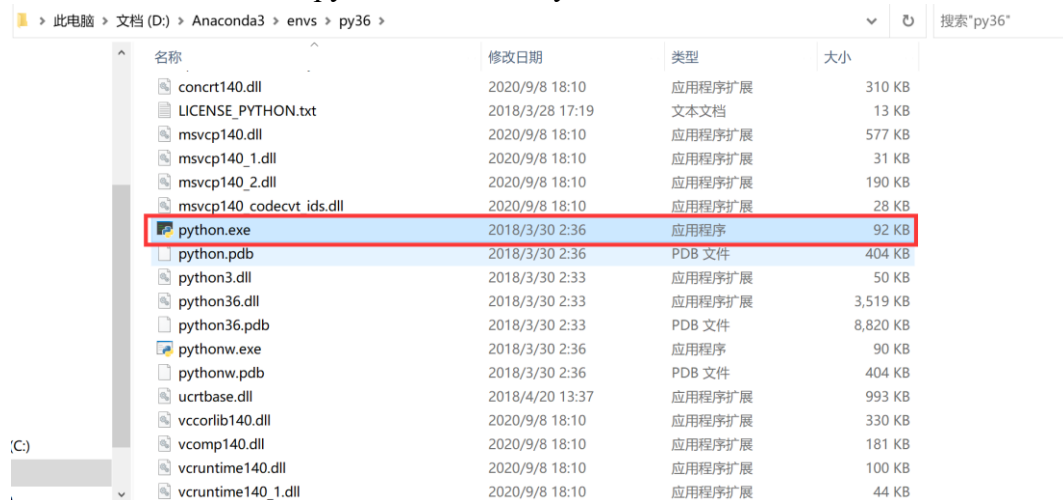 此电脑 > 文档 (D:) > Anaconda3 > envs > py36 > 搜索"py36"
名称 修改日期 类型 大小
concrt140.dll 2020/9/8 18:10 应用程序扩展 310 KB
LICENSE_PYTHON.txt 2018/3/28 17:19 文本文档 13 KB
msvcp140.dll 2020/9/8 18:10 应用程序扩展 577 KB
msvcp140_1.dll 2020/9/8 18:10 应用程序扩展 31 KB
msvcp140_2.dll 2020/9/8 18:10 应用程序扩展 190 KB
msvcp140_codecvt_ids.dll 2020/9/8 18:10 应用程序扩展 28 KB
python.exe 2018/3/30 2:36 应用程序 92 KB
python.pdb 2018/3/30 2:36 PDB 文件 404 KB
python3.dll 2018/3/30 2:33 应用程序扩展 50 KB
python36.dll 2018/3/30 2:33 应用程序扩展 3,519 KB
python36.pdb 2018/3/30 2:33 PDB 文件 8,820 KB
pythonw.exe 2018/3/30 2:36 应用程序 90 KB
pythonw.pdb 2018/3/30 2:36 PDB 文件 404 KB
ucrtbase.dll 2018/4/20 13:37 应用程序扩展 993 KB
vccorlib140.dll 2020/9/8 18:10 应用程序扩展 330 KB
(C:) vcomp140.dll 2020/9/8 18:10 应用程序扩展 181 KB
vcruntime140.dll 2020/9/8 18:10 应用程序扩展 100 KB
vcruntime140_1.dll 2020/9/8 18:10 应用程序扩展 44 KB